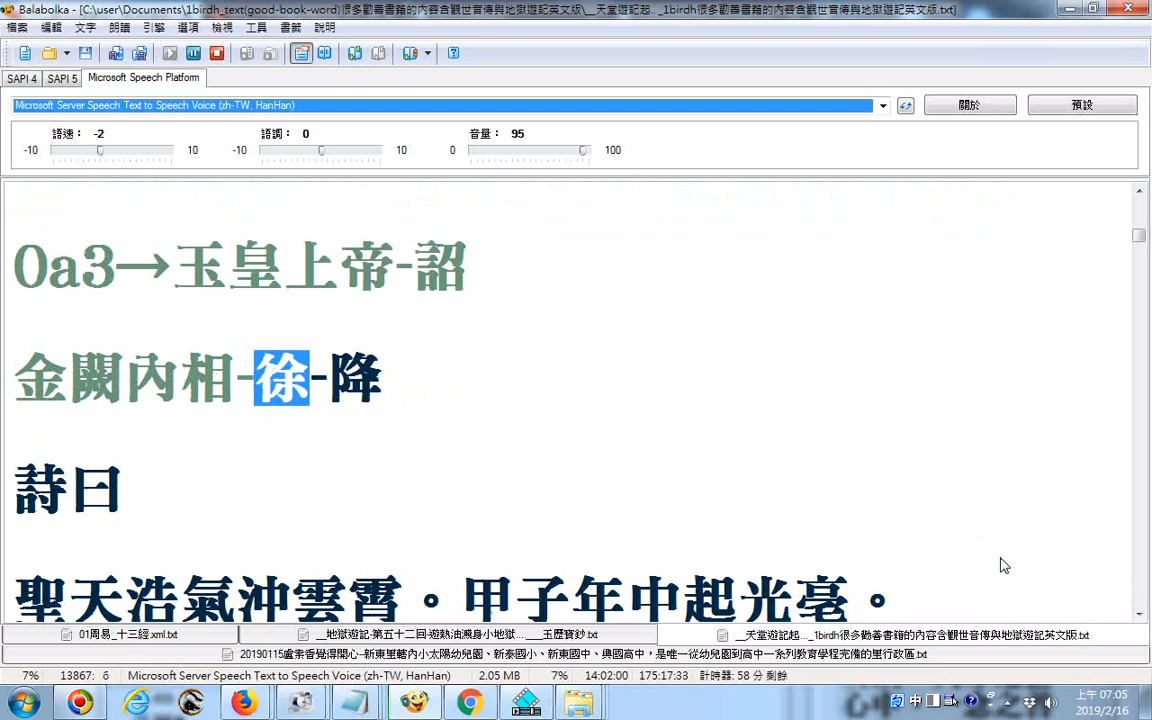 Balabolka - [C:\user\Documents\1birdh_text(good-book-word)很多勸善書籍的內容含觀世音傳與地獄遊記英文版\__天堂遊記起..._1birdh很多勸善書籍的內容含觀世音傳與地獄遊記英文版.txt]
檔案 編輯 文字 朗讀 引擎 選項 檢視 工具 書籤 說明
SAPI 4 SAPI 5 Microsoft Speech Platform
Microsoft Server Speech Text to Speech Voice (zh-TW, HanHan) 關於 預設
語速： -2 語調： 0 音量： 95
-10 10 -10 10 0 100
0a3→玉皇上帝-詔
金闕內相-徐-降
詩曰
聖天浩氣沖雲霄。甲子年中起光亳。
01周易_十三經.xml.txt __地獄遊記-第五十二回-遊熱油濺身小地獄...___玉歷寶鈔.txt __天堂遊記起..._1birdh很多勸善書籍的內容含觀世音傳與地獄遊記英文版.txt
20190115盧素香覺得開心-新東里轄內小太陽幼兒園、新泰國小、新東國中、興國高中，是唯一從幼兒園到高中一系列教育學程完備的里行政區.txt
7% 13867: 6 Microsoft Server Speech Text to Speech Voice (zh-TW, HanHan) 2.05 MB 7% 14:02:00 175:17:33 計時器: 58 分 剩餘
中 上午 07:05
2019/2/16